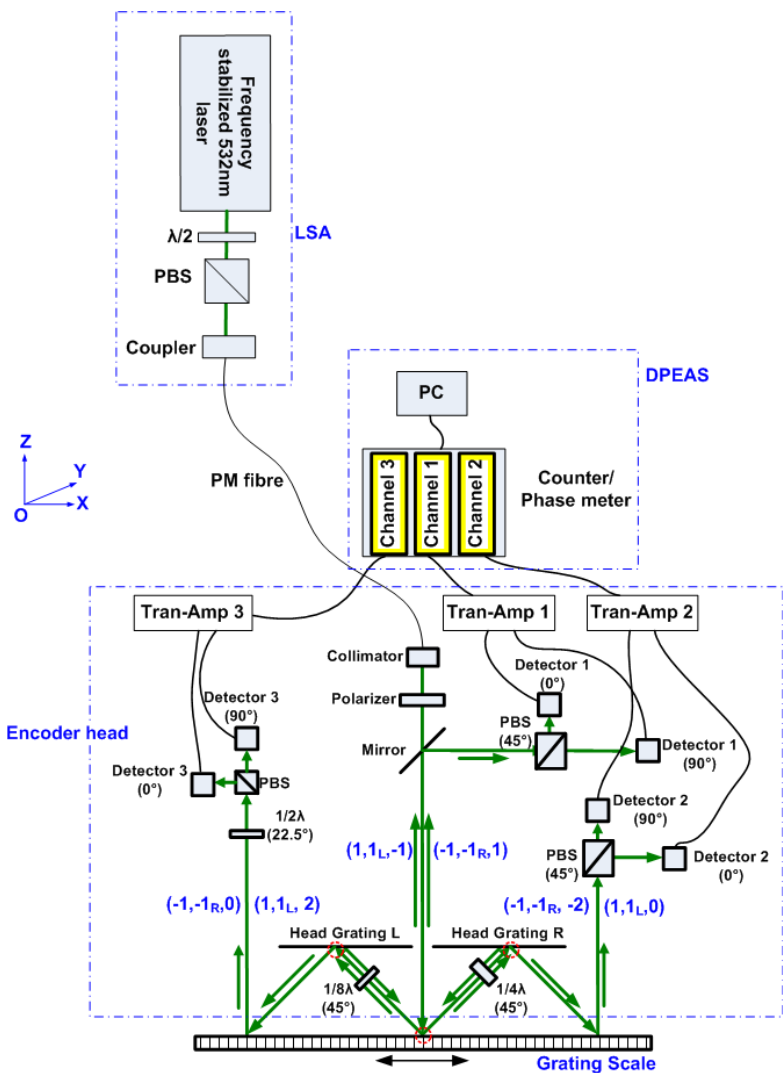 Frequency
stabilized 532nm
laser
λ/2
LSA
PBS
Coupler
DPEAS
PC
Z
Y
X
O
PM fibre
Channel 3
Channel 1
Channel 2
Counter/
Phase meter
Tran-Amp 3
Tran-Amp 1
Tran-Amp 2
Collimator
Polarizer
Mirror
Encoder head
Detector 3
(90°)
Detector 3
(0°)
PBS
1/2λ
(22.5°)
Detector 1
(0°)
PBS
(45°)
Detector 1
(90°)
Detector 2
(90°)
PBS
(45°)
Detector 2
(0°)
(1,1L,-1)
(-1,-1R,1)
(-1,-1R,0)
(1,1L, 2)
(-1,-1R, -2)
(1,1L,0)
Head Grating L
Head Grating R
1/8λ
(45°)
1/4λ
(45°)
Grating Scale